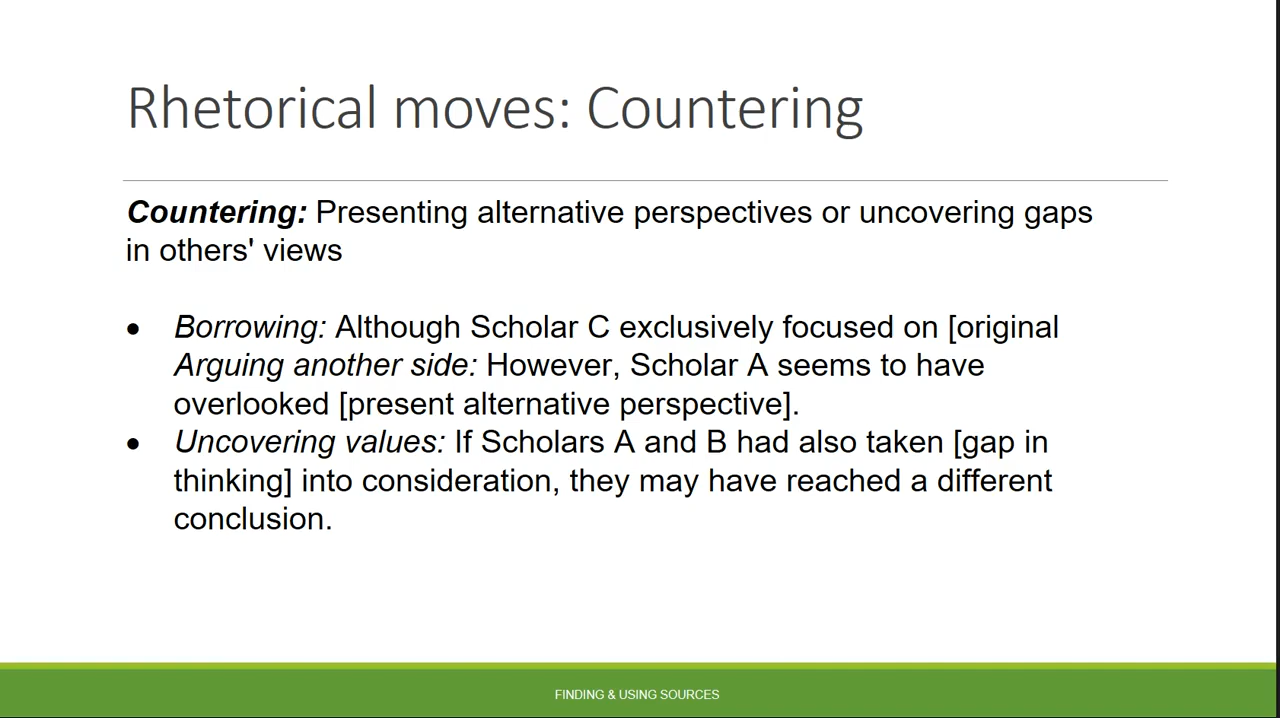 Rhetorical moves: Countering
Countering: Presenting alternative perspectives or uncovering gaps
in others' views
● Borrowing: Although Scholar C exclusively focused on [original
Arguing another side: However, Scholar A seems to have
overlooked [present alternative perspective].
● Uncovering values: If Scholars A and B had also taken [gap in
thinking] into consideration, they may have reached a different
conclusion.
FINDING & USING SOURCES